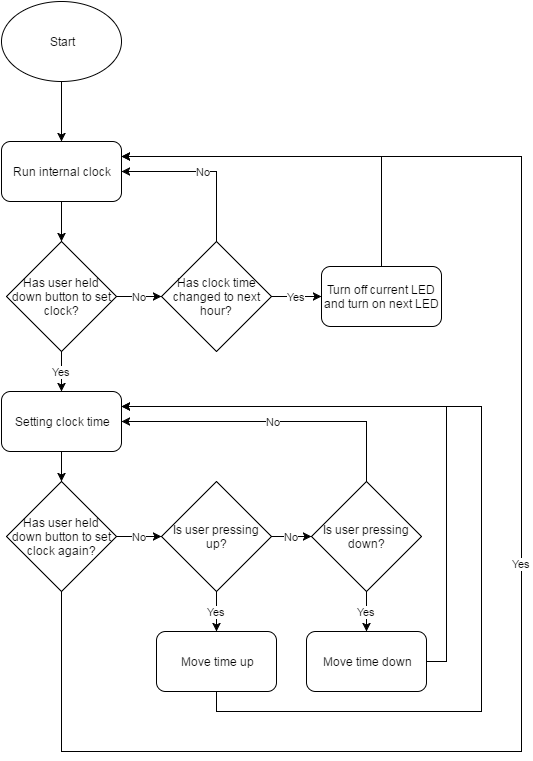 Start
Run internal clock
No
Has user held
down button to set
clock?
No
Has clock time
changed to next
hour?
Yes
Turn off current LED
and turn on next LED
Yes
Setting clock time
No
Has user held
down button to set
clock again?
No
Is user pressing
up?
No
Is user pressing
down?
Yes
Yes
Yes
Move time up
Move time down